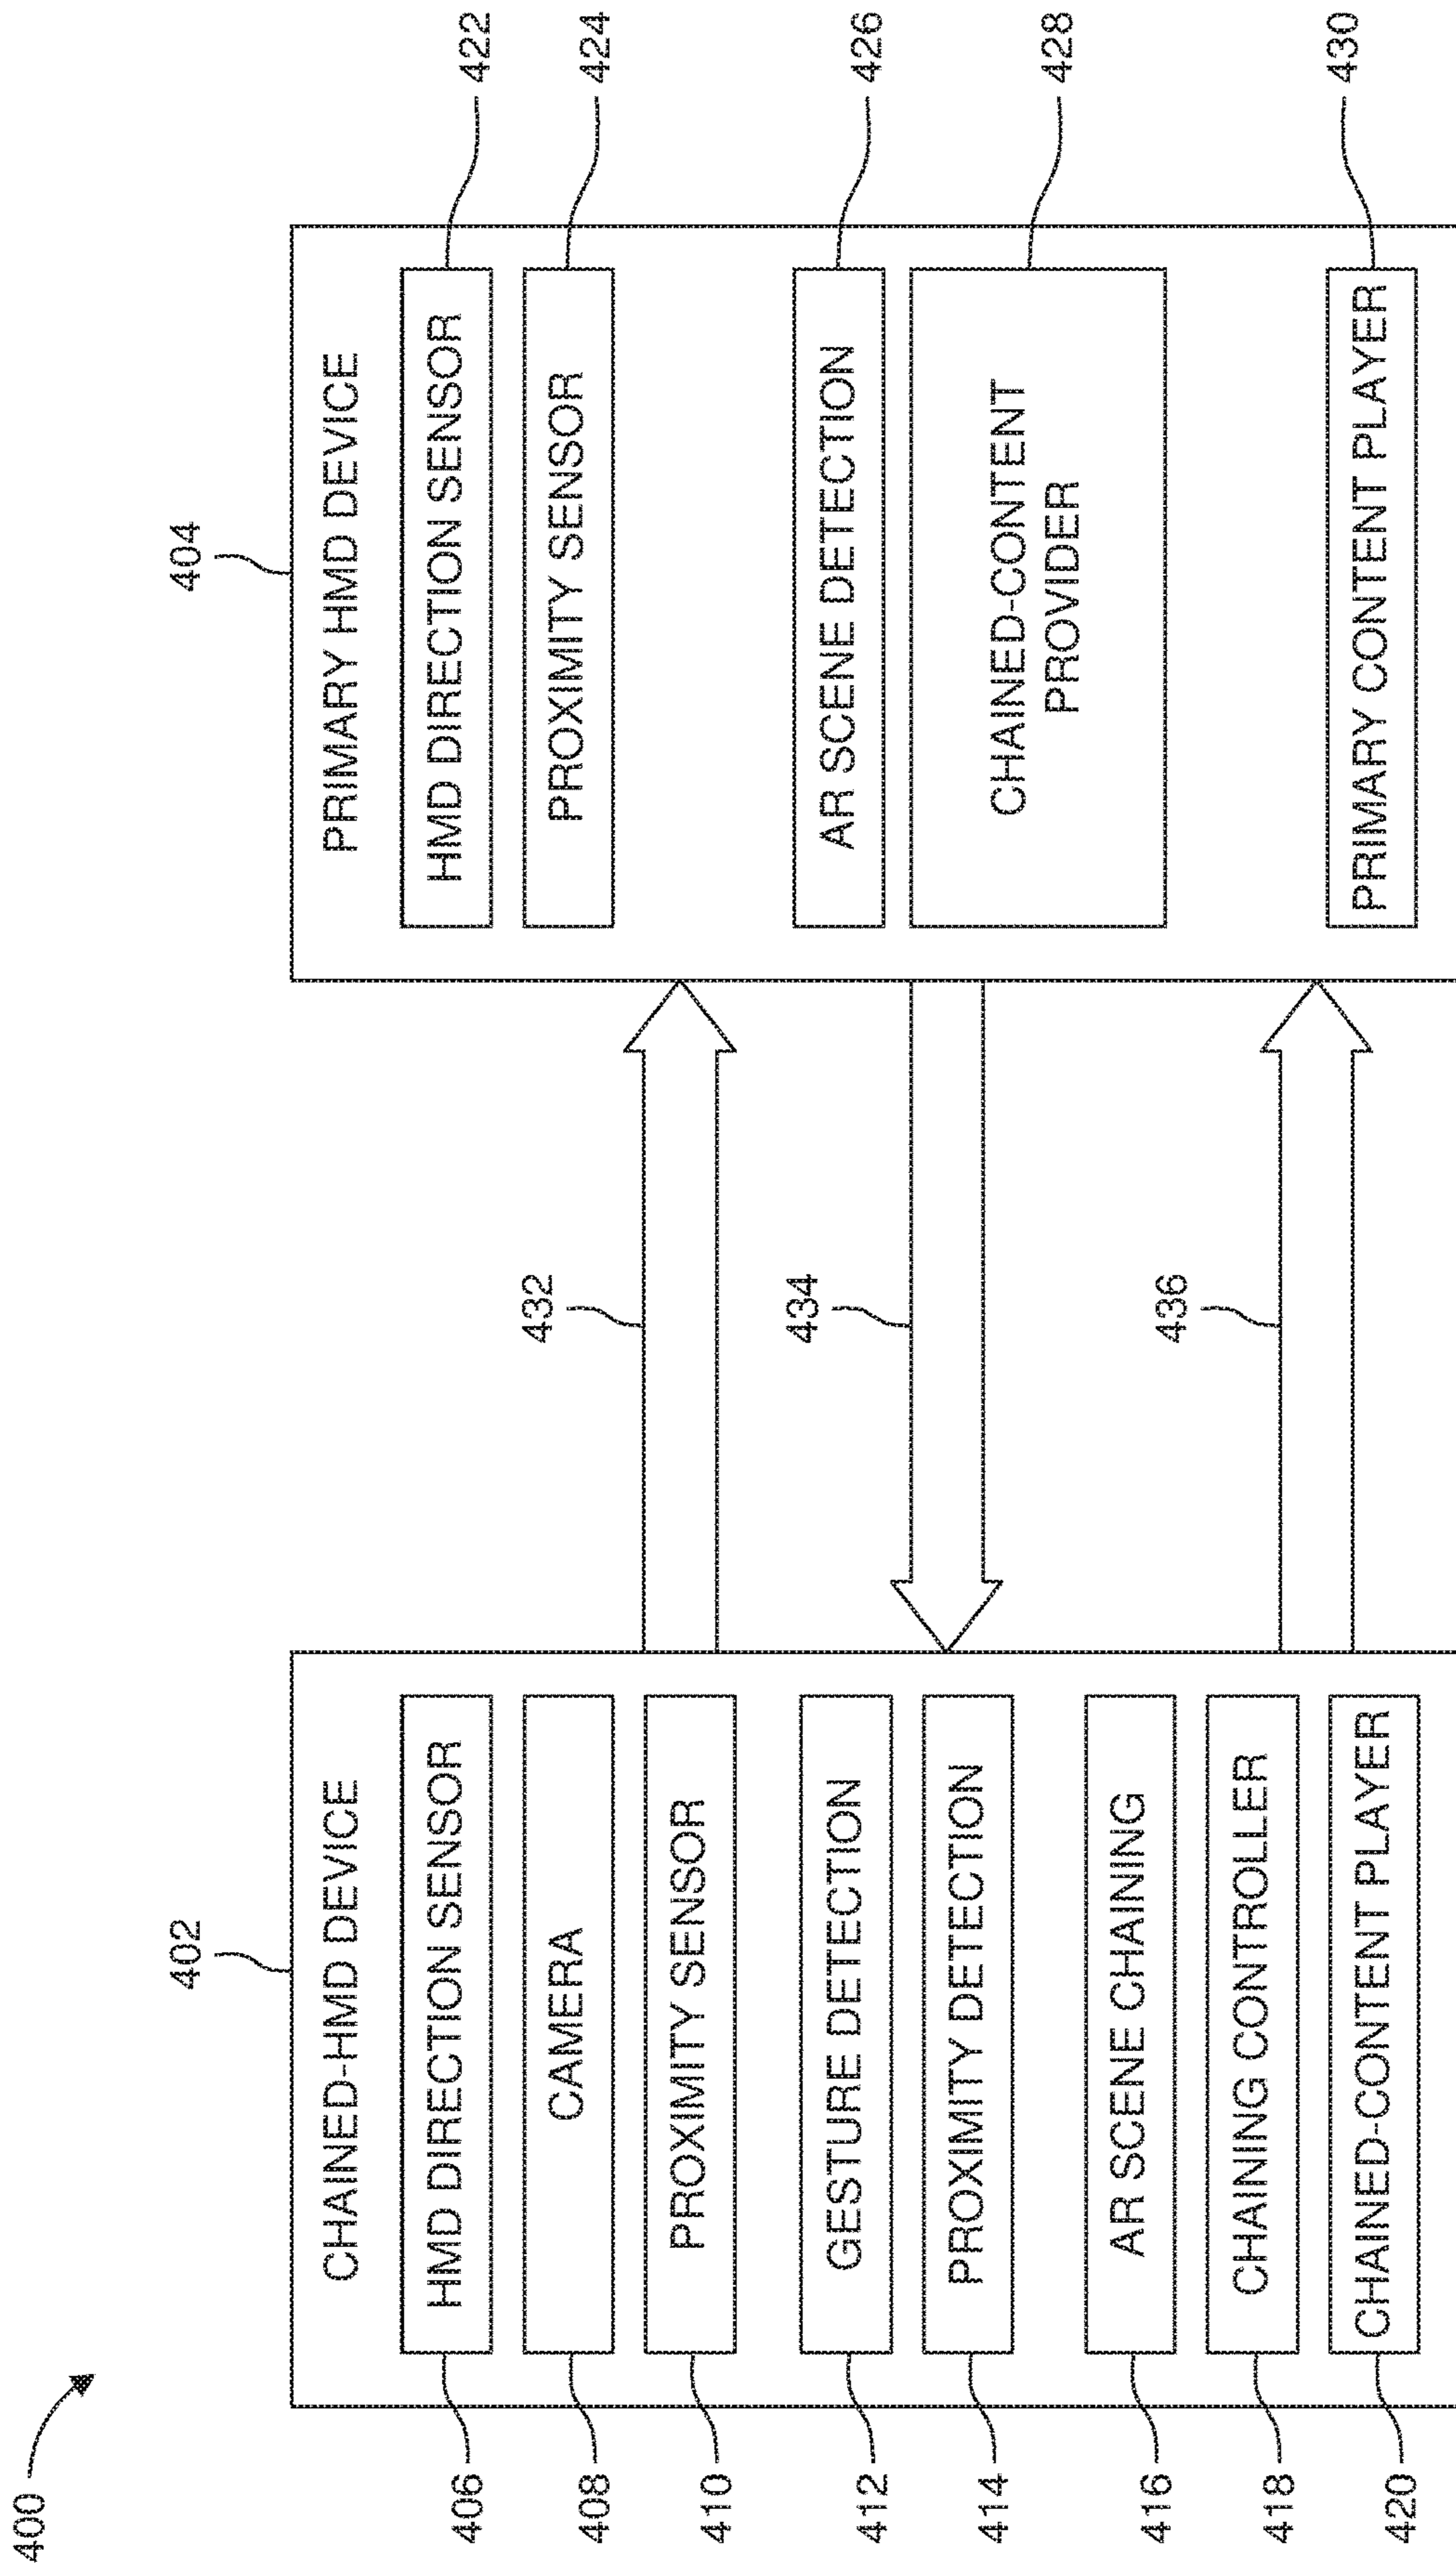 400
402
CHAINED-HMD DEVICE
406
HMD DIRECTION SENSOR
408
CAMERA
410
PROXIMITY SENSOR
412
GESTURE DETECTION
414
PROXIMITY DETECTION
416
AR SCENE CHAINING
418
CHAINING CONTROLLER
420
CHAINED-CONTENT PLAYER
432
434
436
404
PRIMARY HMD DEVICE
HMD DIRECTION SENSOR
422
PROXIMITY SENSOR
424
AR SCENE DETECTION
426
CHAINED-CONTENT
PROVIDER
428
PRIMARY CONTENT PLAYER
430